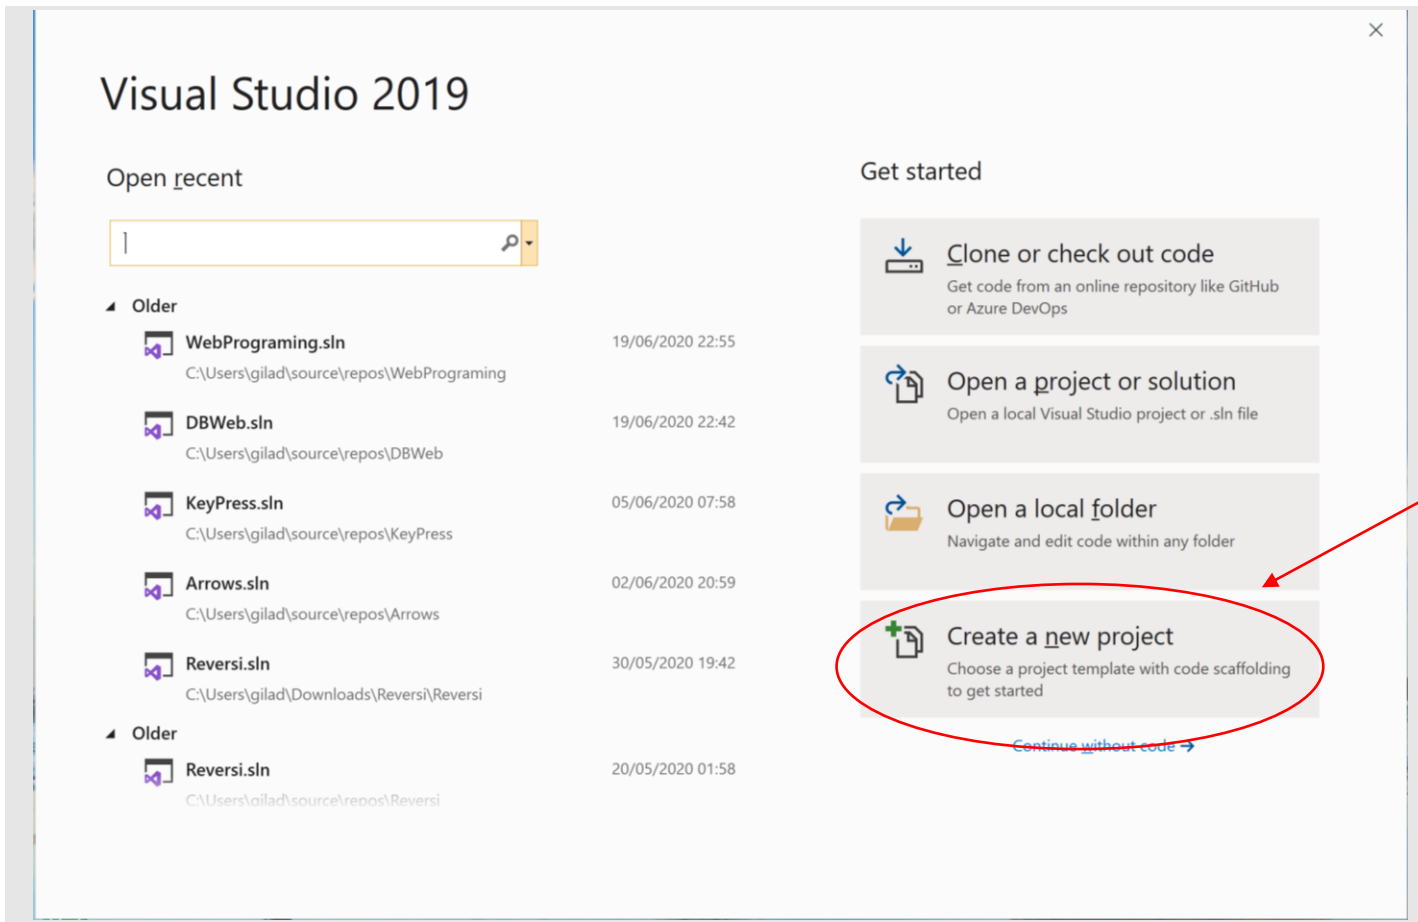 Visual Studio 2019
Open recent
Older
WebPrograming.sln 19/06/2020 22:55
C:\Users\gilad\source\repos\WebPrograming
DBWeb.sln 19/06/2020 22:42
C:\Users\gilad\source\repos\DBWeb
KeyPress.sln 05/06/2020 07:58
C:\Users\gilad\source\repos\KeyPress
Arrows.sln 02/06/2020 20:59
C:\Users\gilad\source\repos\Arrows
Reversi.sln 30/05/2020 19:42
C:\Users\gilad\Downloads\Reversi\Reversi
Older
Reversi.sln 20/05/2020 01:58
C:\Users\gilad\source\repos\Reversi
Get started
Clone or check out code
Get code from an online repository like GitHub
or Azure DevOps
Open a project or solution
Open a local Visual Studio project or .sln file
Open a local folder
Navigate and edit code within any folder
Create a new project
Choose a project template with code scaffolding
to get started
Continue without code →